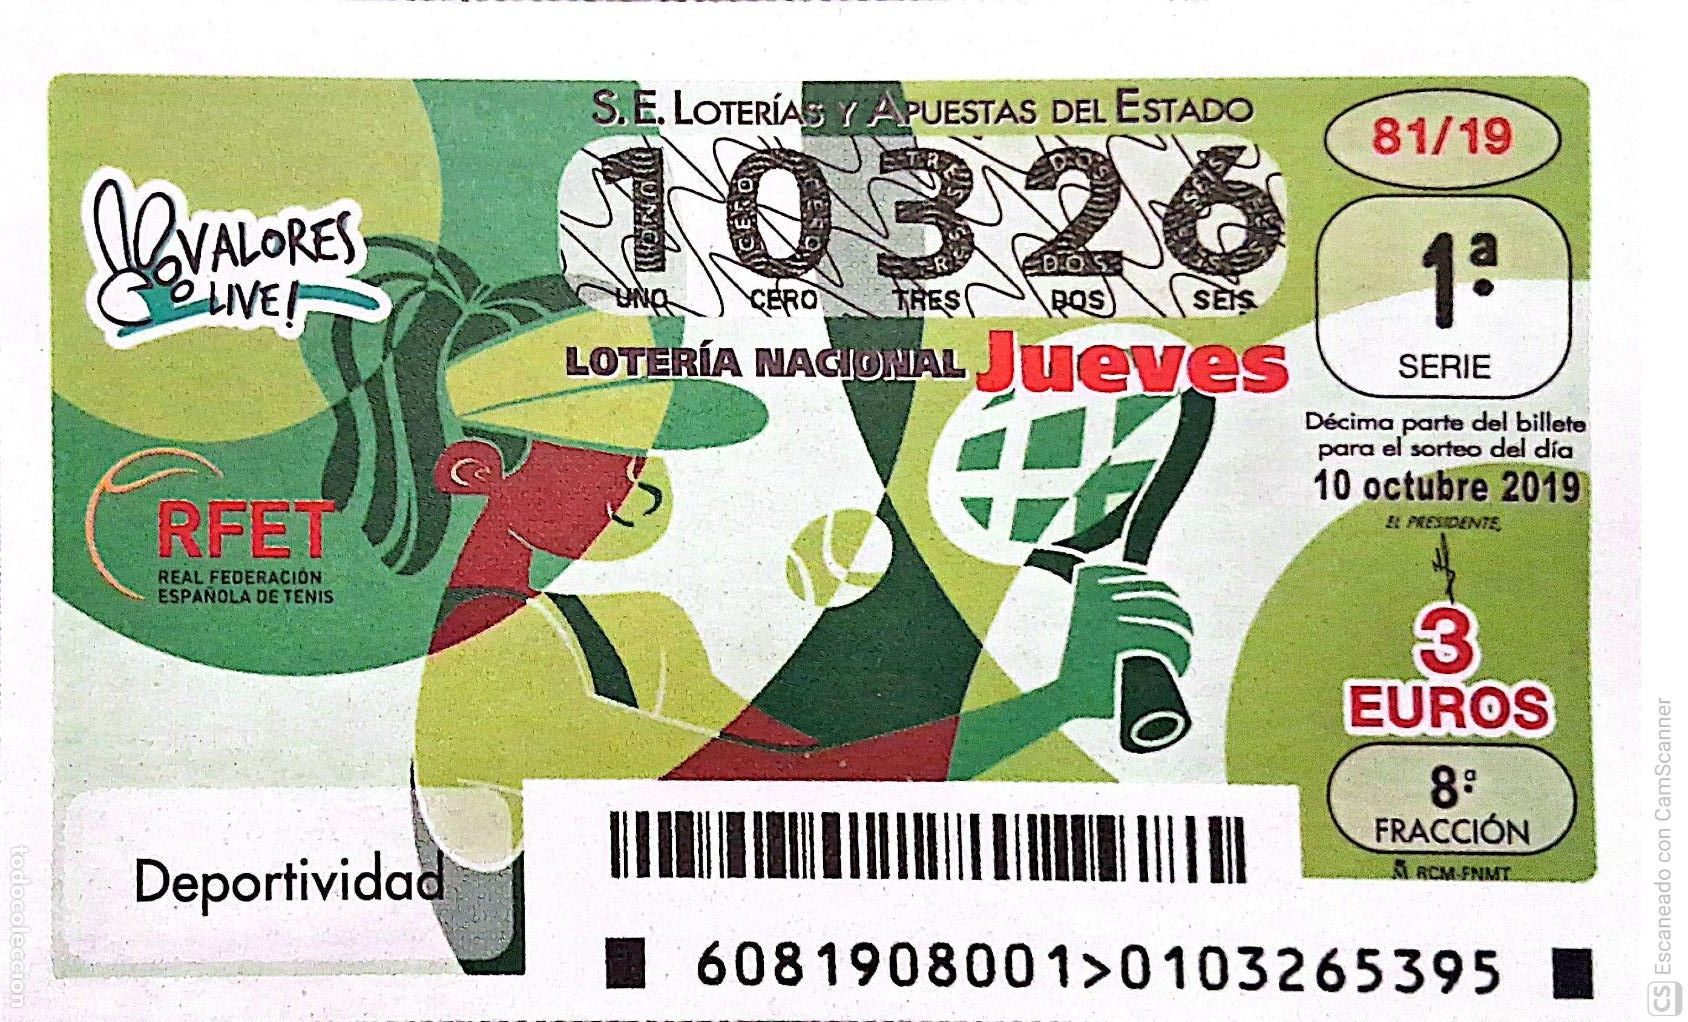 S.E. LOTERÍAS Y APUESTAS DEL ESTADO
81/19
10326
UNO CERO TRES DOS SEIS
VALORES
LIVE!
1ª
SERIE
LOTERÍA NACIONAL Jueves
Décima parte del billete
para el sorteo del día
10 octubre 2019
EL PRESIDENTE,
RFET
REAL FEDERACIÓN
ESPAÑOLA DE TENIS
3
EUROS
8ª
FRACCIÓN
RCM-FNMT
Deportividad
6081908001>0103265395
todocoleccion
CS Escaneado con CamScanner